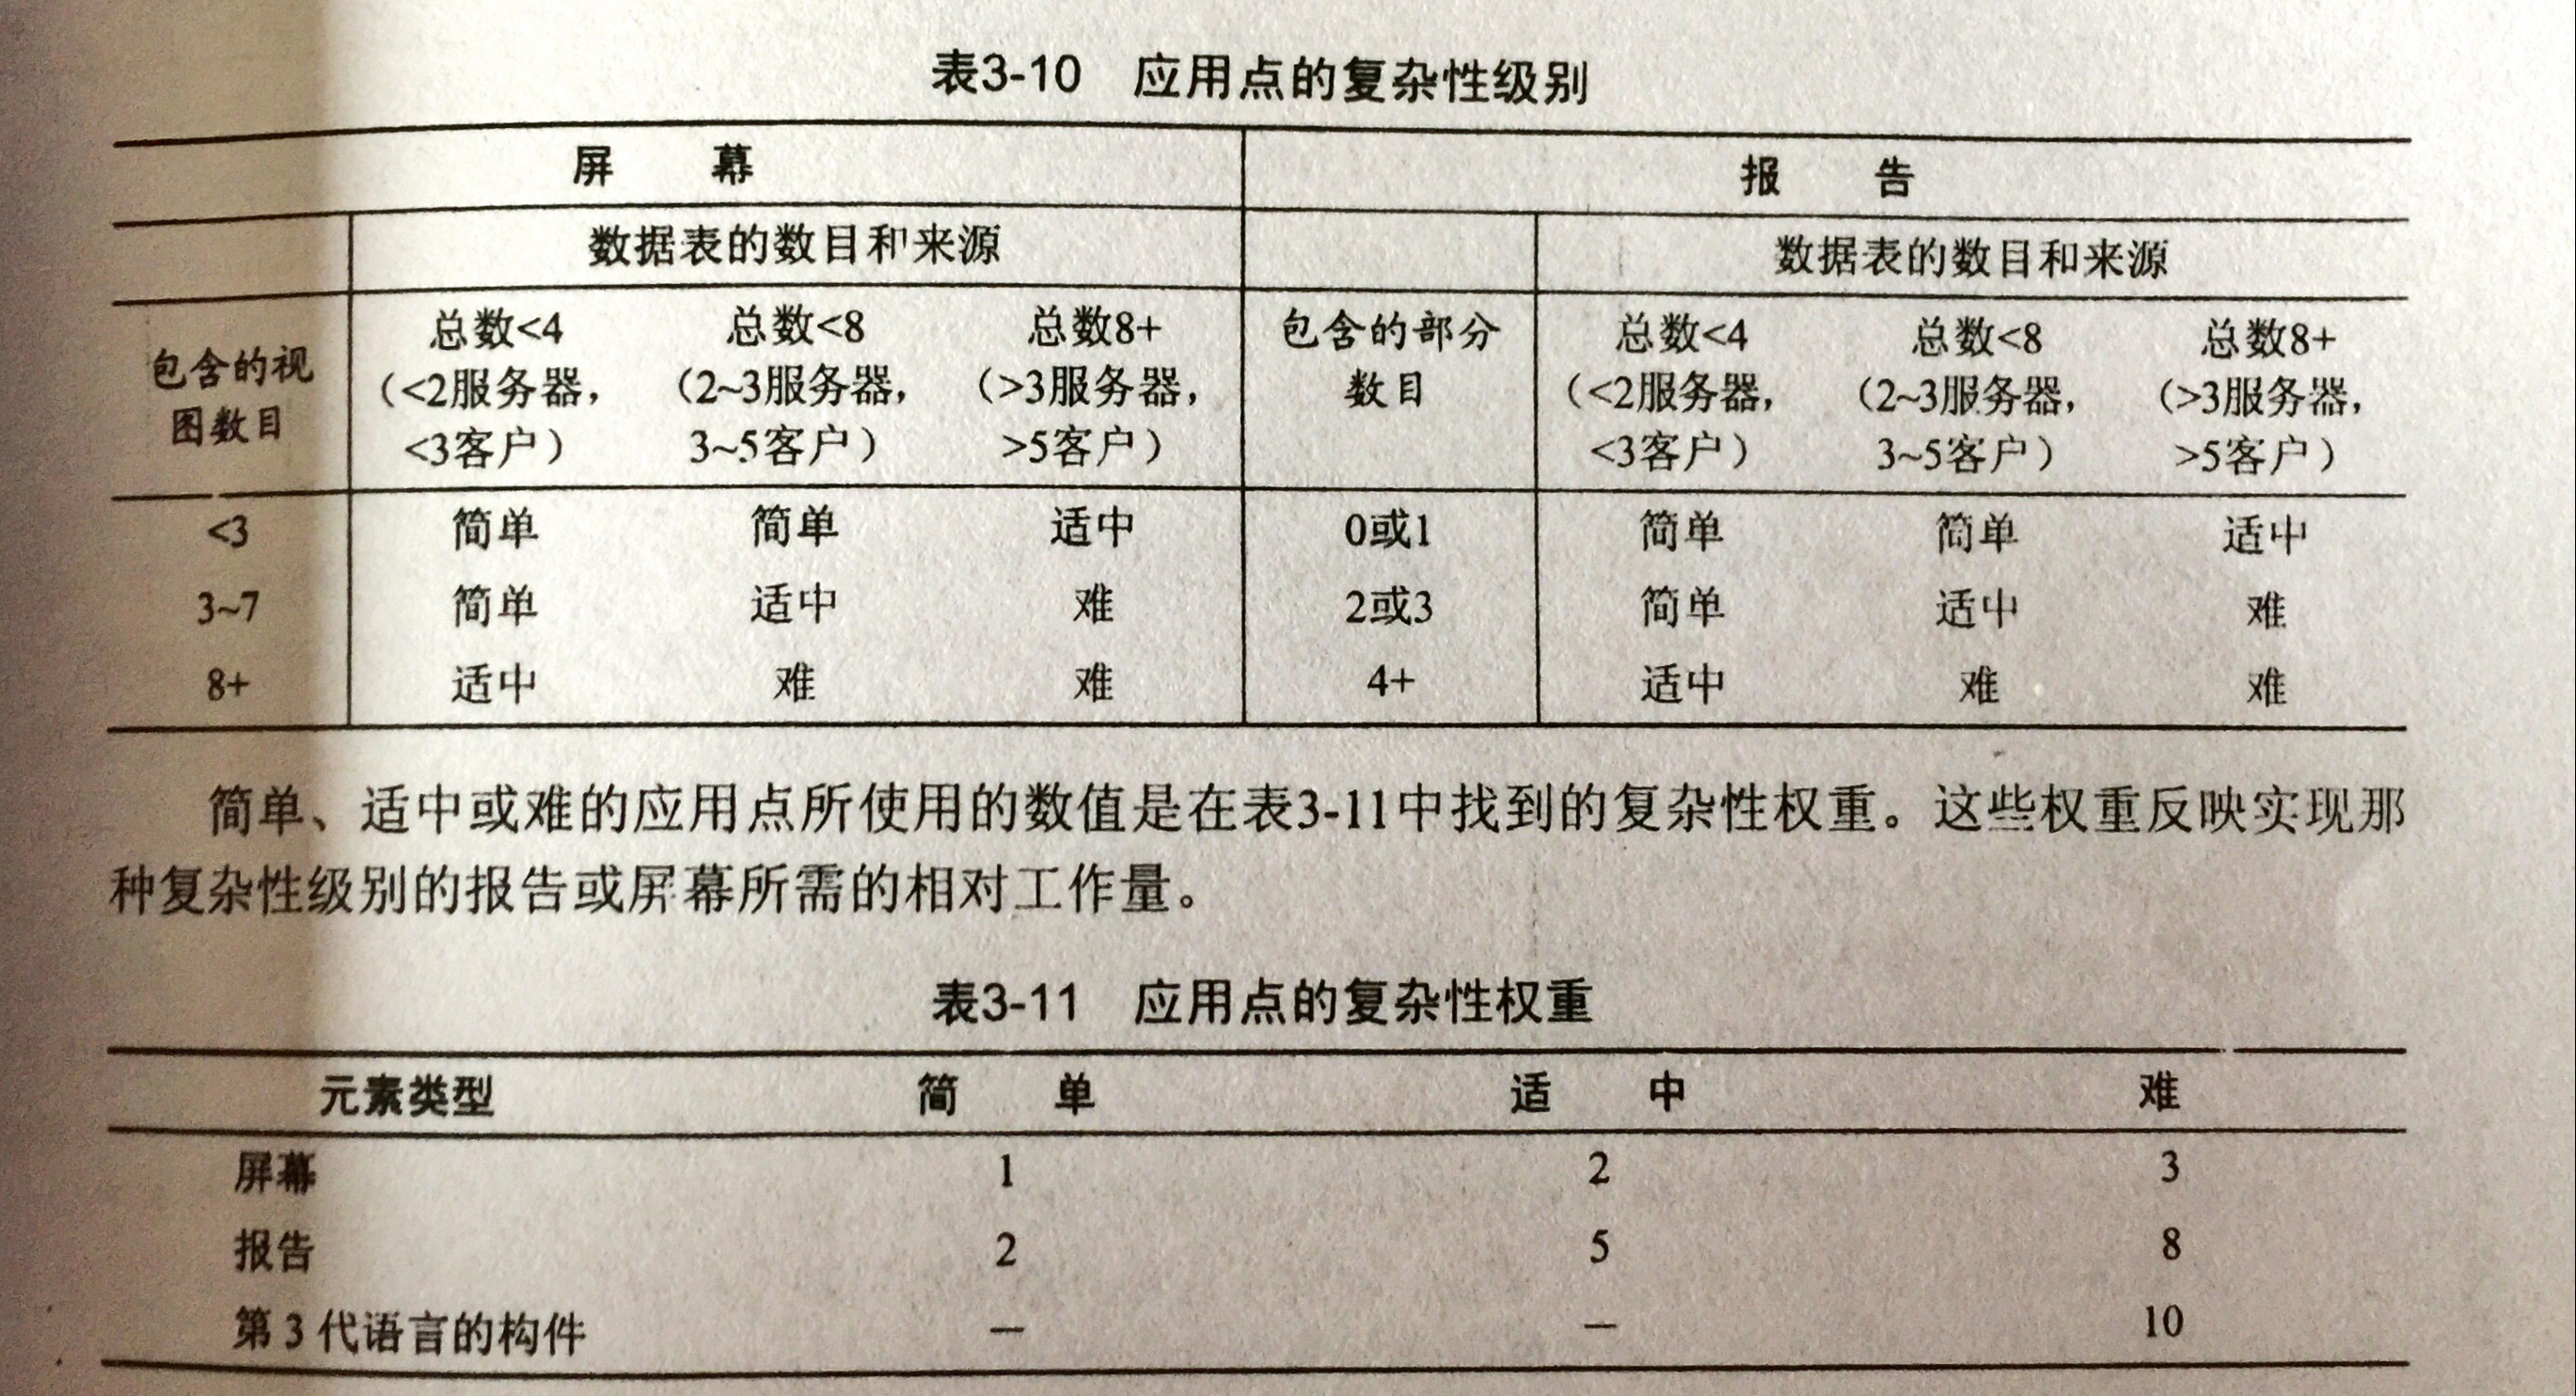 表3-10 应用点的复杂性级别
屏 幕 报 告
数据表的数目和来源 数据表的数目和来源
包含的视图数目 总数<4 (<2服务器, <3客户) 总数<8 (2~3服务器, 3~5客户) 总数8+ (>3服务器, >5客户) 包含的部分数目 总数<4 (<2服务器, <3客户) 总数<8 (2~3服务器, 3~5客户) 总数8+ (>3服务器, >5客户)
<3 简单 简单 适中 0或1 简单 简单 适中
3~7 简单 适中 难 2或3 简单 适中 难
8+ 适中 难 难 4+ 适中 难 难
简单、适中或难的应用点所使用的数值是在表3-11中找到的复杂性权重。这些权重反映实现那
种复杂性级别的报告或屏幕所需的相对工作量。
表3-11 应用点的复杂性权重
元素类型 简 单 适 中 难
屏幕 1 2 3
报告 2 5 8
第3代语言的构件 — — 10